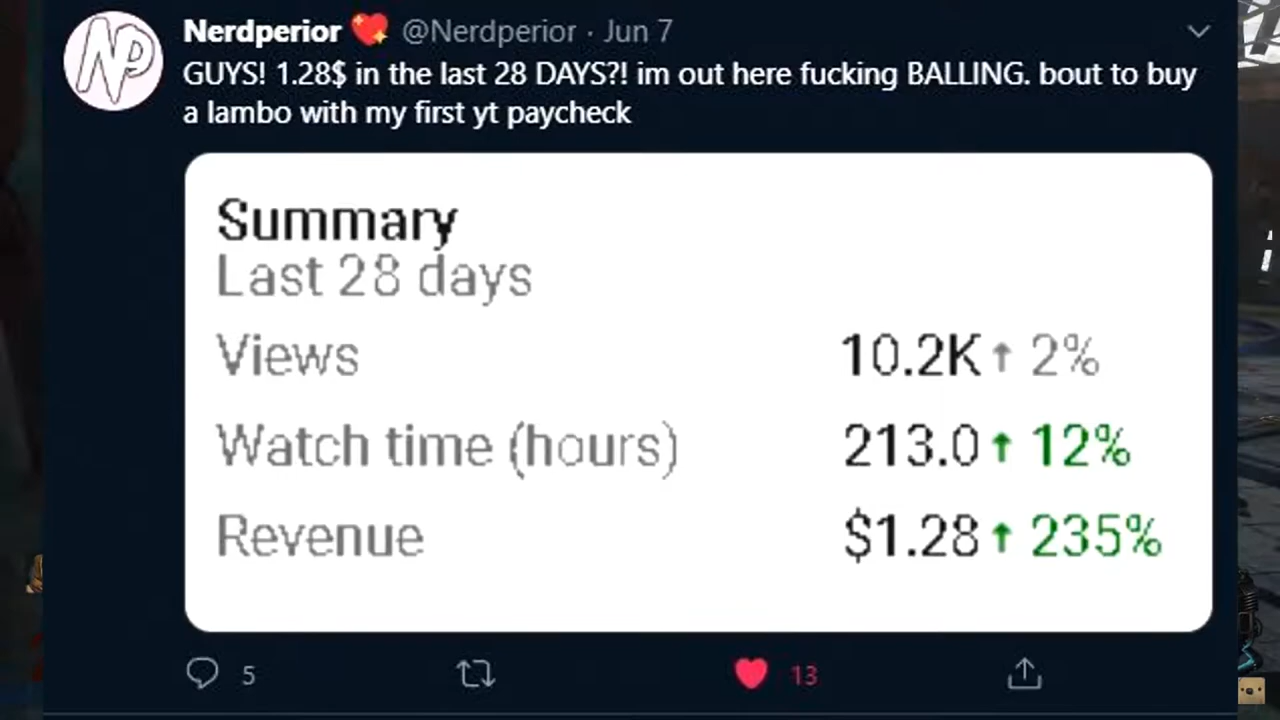 NP
Nerdperior 💖 @Nerdperior · Jun 7
GUYS! 1.28$ in the last 28 DAYS?! im out here fucking BALLING. bout to buy
a lambo with my first yt paycheck
Summary
Last 28 days
Views 10.2K ↑ 2%
Watch time (hours) 213.0 ↑ 12%
Revenue $1.28 ↑ 235%
5 13